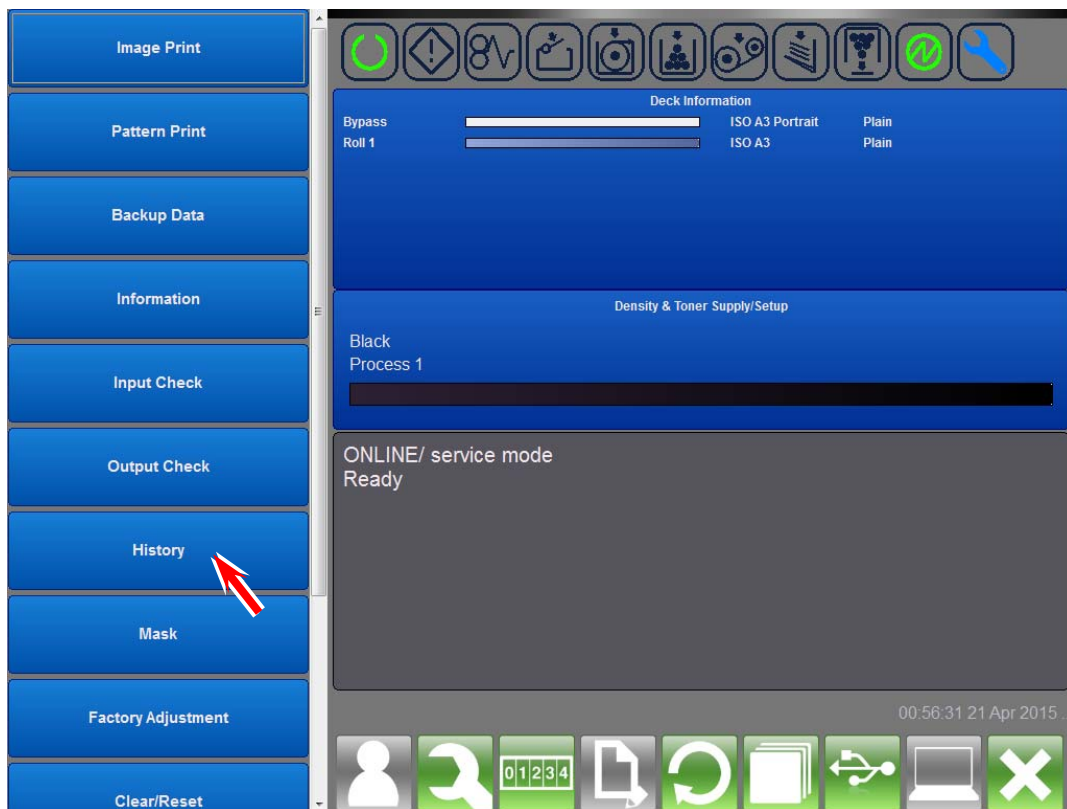 Image Print
Pattern Print
Backup Data
Information
Input Check
Output Check
History
Mask
Factory Adjustment
Clear/Reset
Deck Information
Bypass ISO A3 Portrait Plain
Roll 1 ISO A3 Plain
Density & Toner Supply/Setup
Black
Process 1
ONLINE/ service mode
Ready
00:56:31 21 Apr 2015 .
01234